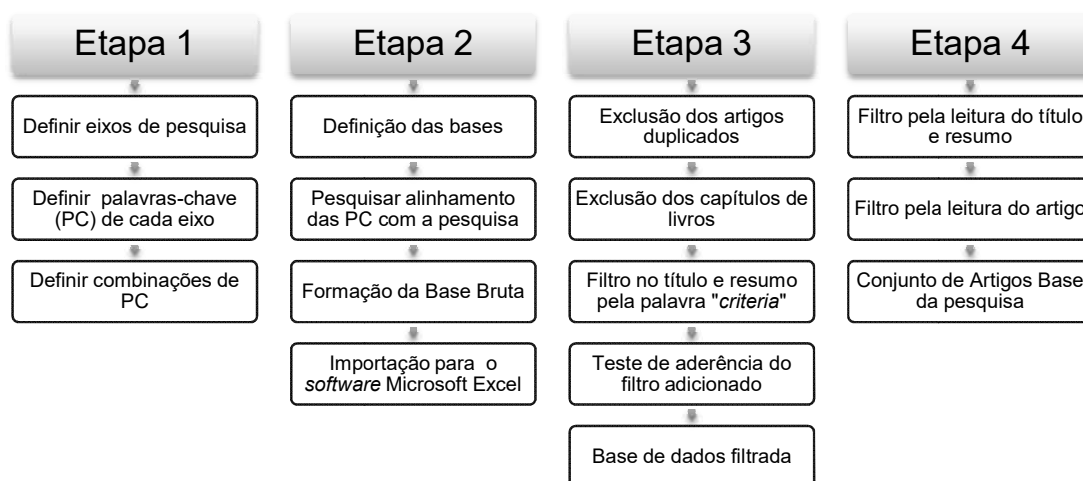 Etapa 1
Definir eixos de pesquisa
Definir palavras-chave
(PC) de cada eixo
Definir combinações de
PC
Etapa 2
Definição das bases
Pesquisar alinhamento
das PC com a pesquisa
Formação da Base Bruta
Importação para o
software Microsoft Excel
Etapa 3
Exclusão dos artigos
duplicados
Exclusão dos capítulos de
livros
Filtro no título e resumo
pela palavra "criteria"
Teste de aderência do
filtro adicionado
Base de dados filtrada
Etapa 4
Filtro pela leitura do título
e resumo
Filtro pela leitura do artigo
Conjunto de Artigos Base
da pesquisa